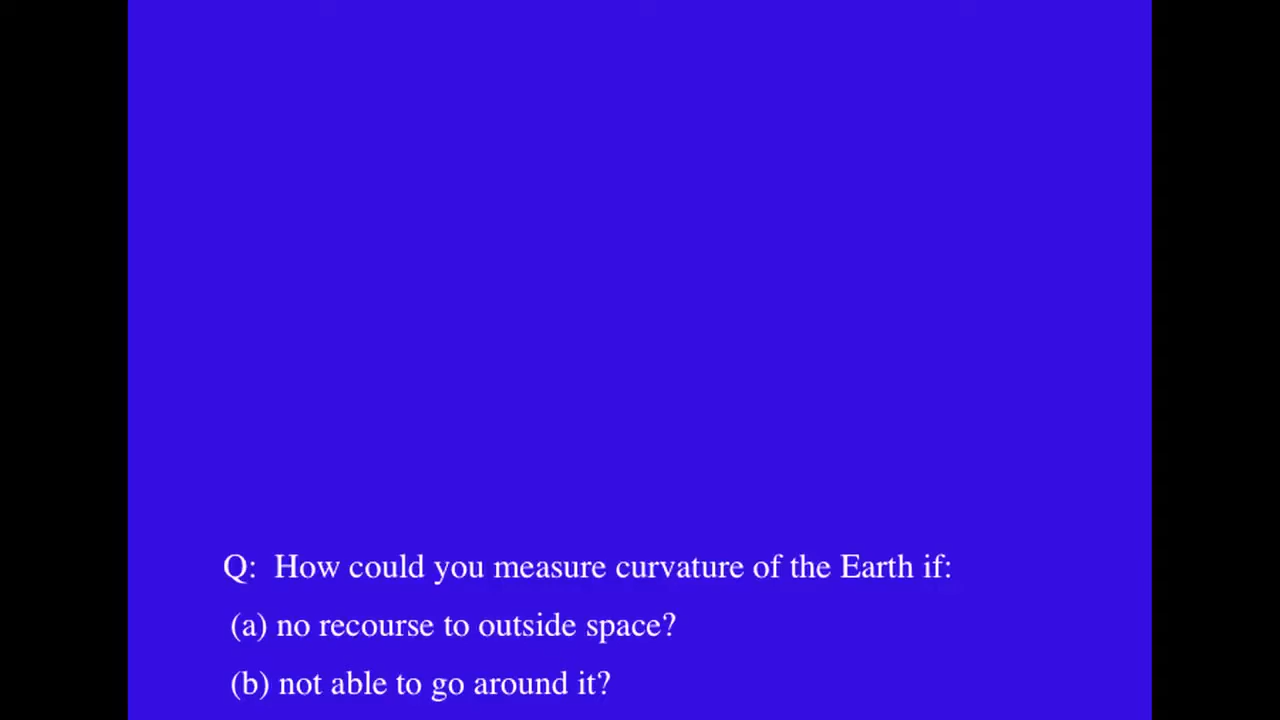 Q: How could you measure curvature of the Earth if:
(a) no recourse to outside space?
(b) not able to go around it?